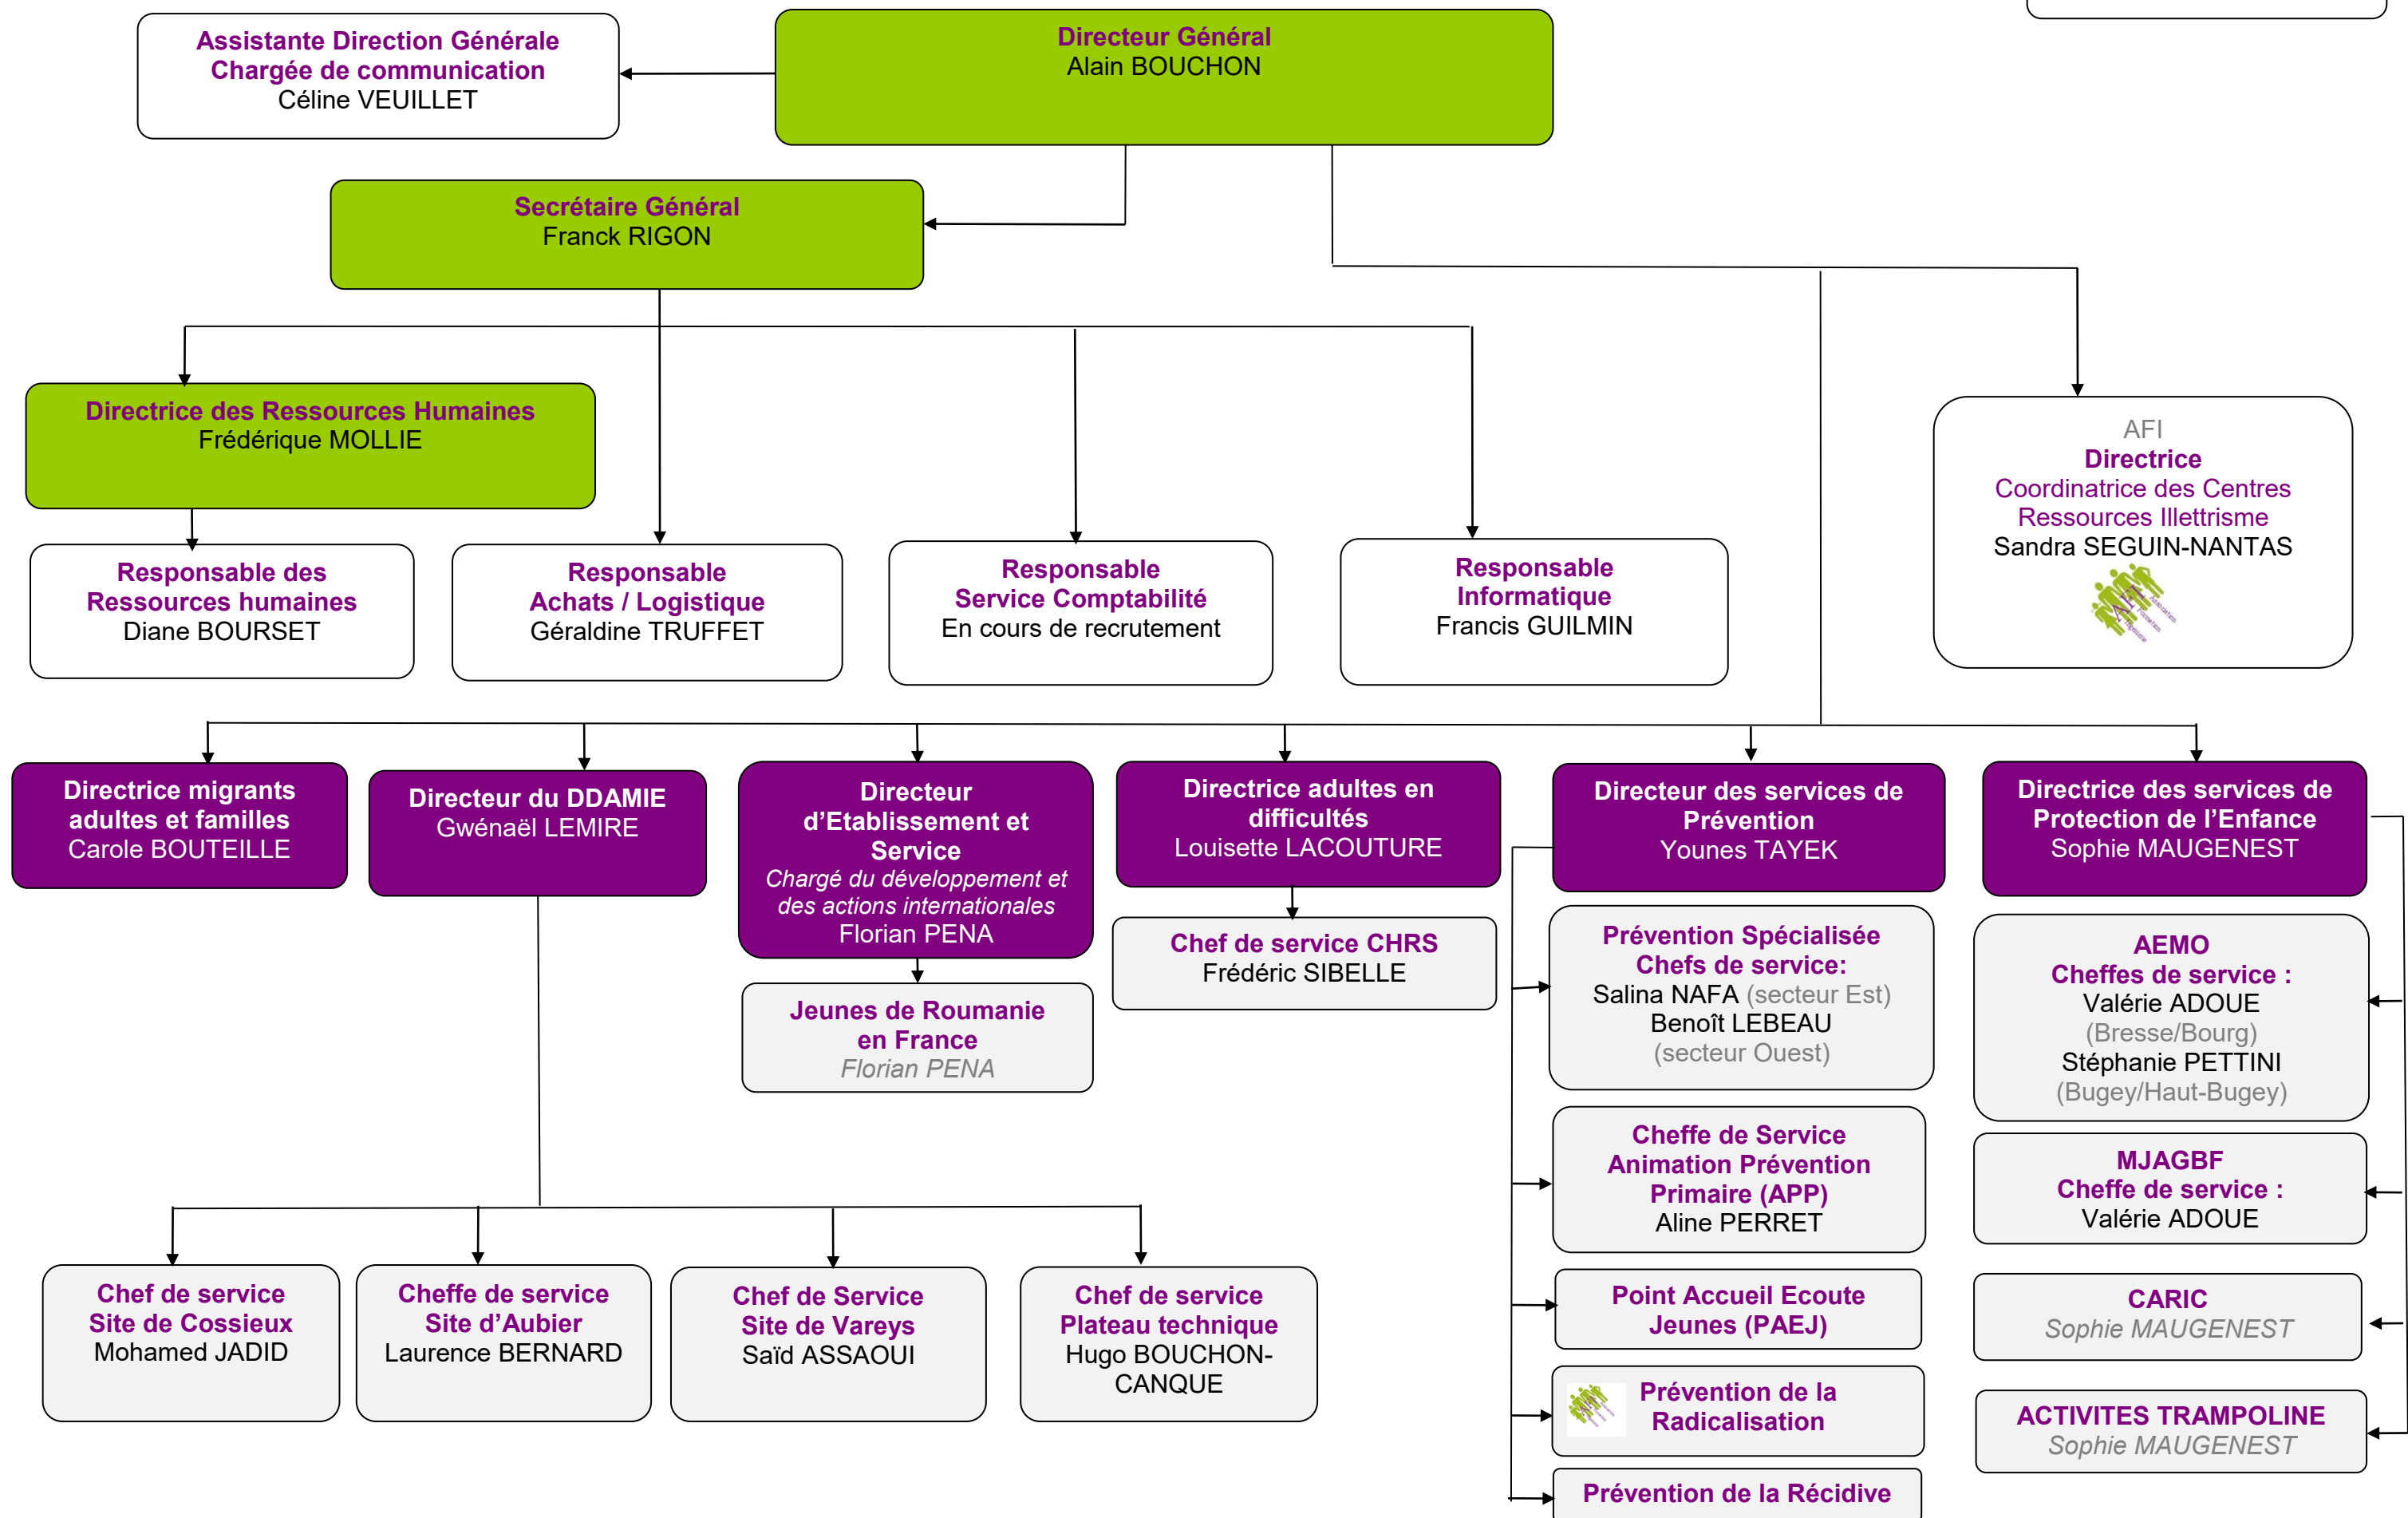 Assistante Direction Générale
Chargée de communication
Céline VEUILLET
Directeur Général
Alain BOUCHON
Secrétaire Général
Franck RIGON
Directrice des Ressources Humaines
Frédérique MOLLIE
AFI
Directrice
Coordinatrice des Centres
Ressources Illettrisme
Sandra SEGUIN-NANTAS
AFI
Association
Formation
Ingénierie
Responsable des
Ressources humaines
Diane BOURSET
Responsable
Achats / Logistique
Géraldine TRUFFET
Responsable
Service Comptabilité
En cours de recrutement
Responsable
Informatique
Francis GUILMIN
Directrice migrants
adultes et familles
Carole BOUTEILLE
Directeur du DDAMIE
Gwénaël LEMIRE
Directeur
d’Etablissement et
Service
Chargé du développement et
des actions internationales
Florian PENA
Directrice adultes en
difficultés
Louisette LACOUTURE
Directeur des services de
Prévention
Younes TAYEK
Directrice des services de
Protection de l’Enfance
Sophie MAUGENEST
Jeunes de Roumanie
en France
Florian PENA
Chef de service CHRS
Frédéric SIBELLE
Prévention Spécialisée
Chefs de service:
Salina NAFA (secteur Est)
Benoît LEBEAU
(secteur Ouest)
AEMO
Cheffes de service :
Valérie ADOUE
(Bresse/Bourg)
Stéphanie PETTINI
(Bugey/Haut-Bugey)
Cheffe de Service
Animation Prévention
Primaire (APP)
Aline PERRET
MJAGBF
Cheffe de service :
Valérie ADOUE
Chef de service
Site de Cossieux
Mohamed JADID
Cheffe de service
Site d’Aubier
Laurence BERNARD
Chef de Service
Site de Vareys
Saïd ASSAOUI
Chef de service
Plateau technique
Hugo BOUCHON-
CANQUE
Point Accueil Ecoute
Jeunes (PAEJ)
CARIC
Sophie MAUGENEST
Prévention de la
Radicalisation
ACTIVITES TRAMPOLINE
Sophie MAUGENEST
Prévention de la Récidive